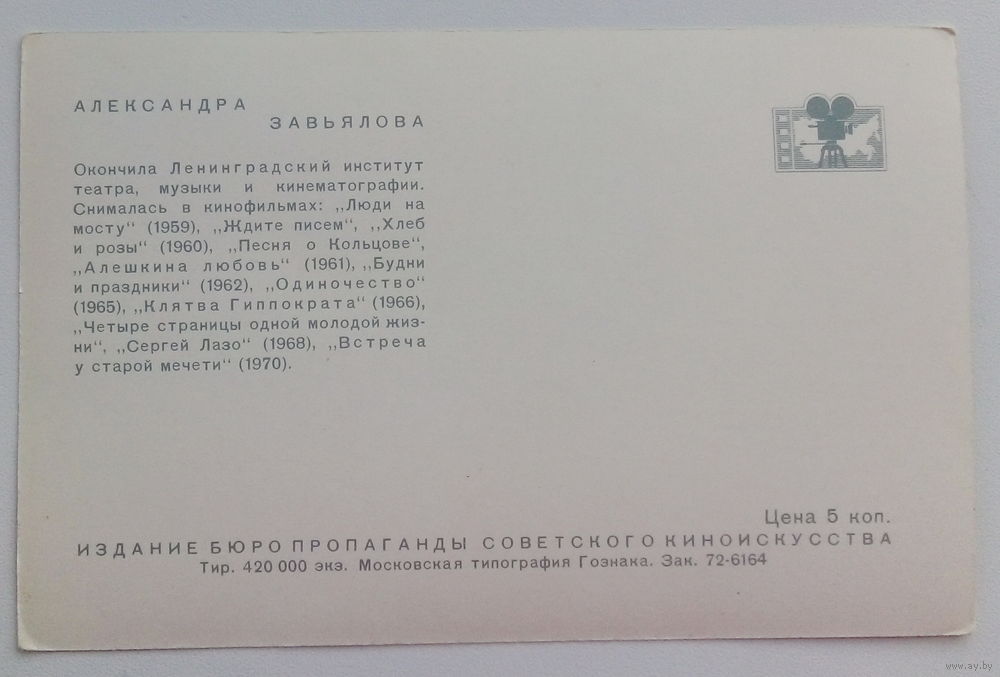 АЛЕКСАНДРА
ЗАВЬЯЛОВА
Окончила Ленинградский институт
театра, музыки и кинематографии.
Снималась в кинофильмах: ,,Люди на
мосту“ (1959), ,,Ждите писем“, ,,Хлеб
и розы“ (1960), ,,Песня о Кольцове“,
,,Алешкина любовь“ (1961), ,,Будни
и праздники“ (1962), ,,Одиночество“
(1965), ,,Клятва Гиппократа“ (1966),
,,Четыре страницы одной молодой жиз-
ни“, ,,Сергей Лазо“ (1968), ,,Встреча
у старой мечети“ (1970).
Цена 5 коп.
ИЗДАНИЕ БЮРО ПРОПАГАНДЫ СОВЕТСКОГО КИНОИСКУССТВА
Тир. 420 000 экз. Московская типография Гознака. Зак. 72-6164
www.ay.by